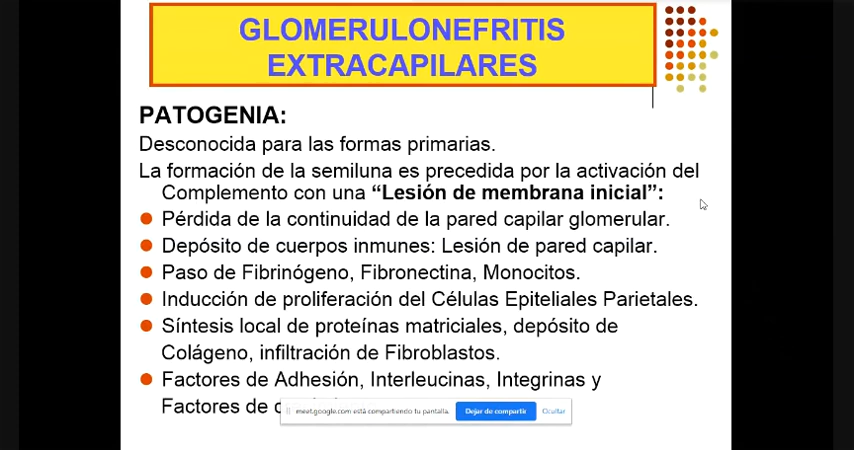 GLOMERULONEFRITIS
EXTRACAPILARES
PATOGENIA:
Desconocida para las formas primarias.
La formación de la semiluna es precedida por la activación del
Complemento con una “Lesión de membrana inicial”:
Pérdida de la continuidad de la pared capilar glomerular.
Depósito de cuerpos inmunes: Lesión de pared capilar.
Paso de Fibrinógeno, Fibronectina, Monocitos.
Inducción de proliferación del Células Epiteliales Parietales.
Síntesis local de proteínas matriciales, depósito de
Colágeno, infiltración de Fibroblastos.
Factores de Adhesión, Interleucinas, Integrinas y
Factores de
meet.google.com está compartiendo tu pantalla. Dejar de compartir Ocultar